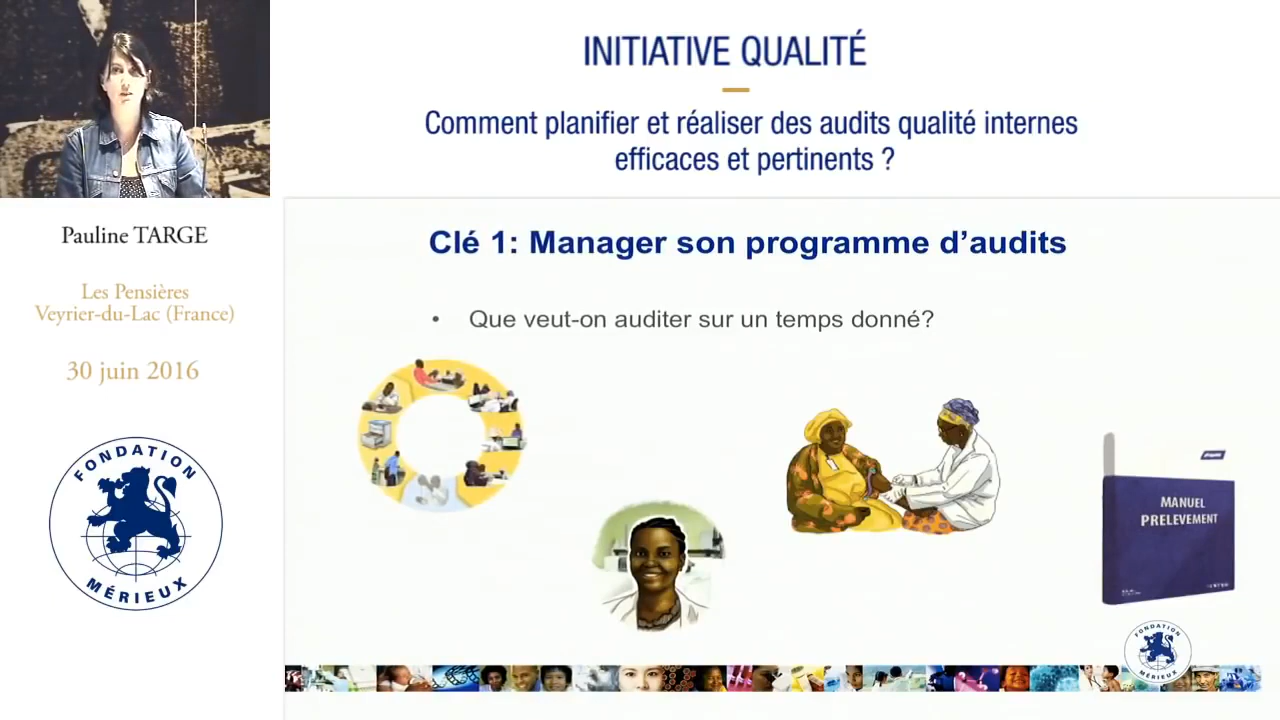 INITIATIVE QUALITÉ
Comment planifier et réaliser des audits qualité internes
efficaces et pertinents ?
Pauline TARGE
Les Pensières
Veyrier-du-Lac (France)
30 juin 2016
FONDATION
MÉRIEUX
Clé 1: Manager son programme d’audits
• Que veut-on auditer sur un temps donné?
MANUEL
PRELEVEMENT
FONDATION
MÉRIEUX